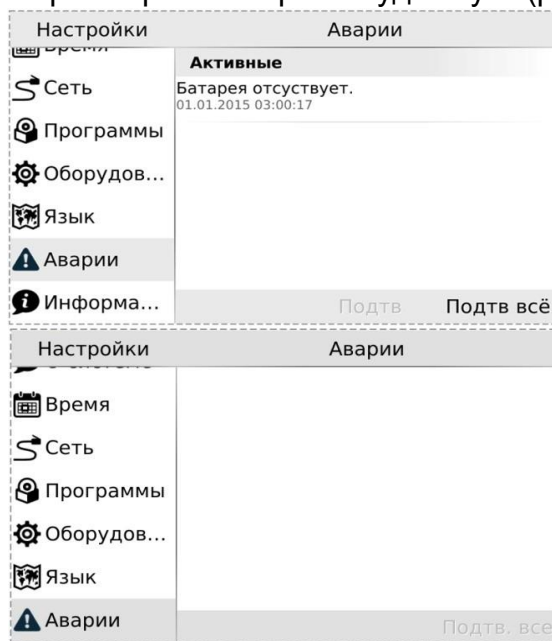 Настройки Аварии
Время
Активные
Сеть
Батарея отсуствует.
01.01.2015 03:00:17
Программы
Оборудов...
Язык
Аварии
Информа...
Подтв Подтв всё
Настройки Аварии
Время
Сеть
Программы
Оборудов...
Язык
Аварии
Подтв. все